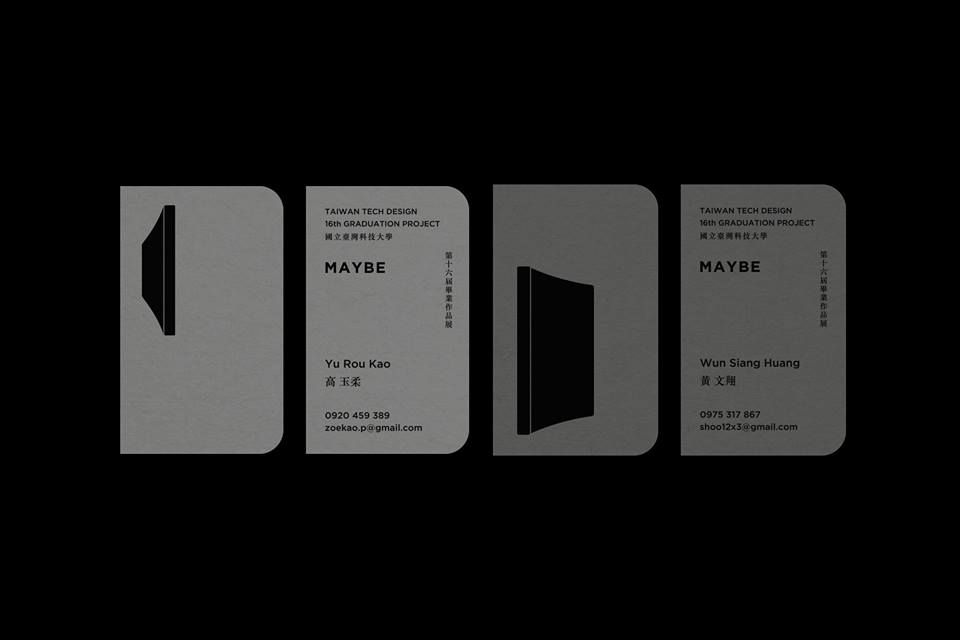 TAIWAN TECH DESIGN
16th GRADUATION PROJECT
國立臺灣科技大學
MAYBE
第十六屆畢業作品展
Yu Rou Kao
高 玉柔
0920 459 389
zoekao.p@gmail.com
TAIWAN TECH DESIGN
16th GRADUATION PROJECT
國立臺灣科技大學
MAYBE
第十六屆畢業作品展
Wun Siang Huang
黃 文翔
0975 317 867
shoo12x3@gmail.com